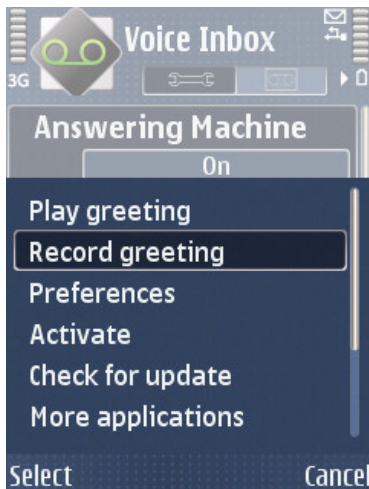 Voice Inbox
3G
Answering Machine
On
Play greeting
Record greeting
Preferences
Activate
Check for update
More applications
Select Cancel